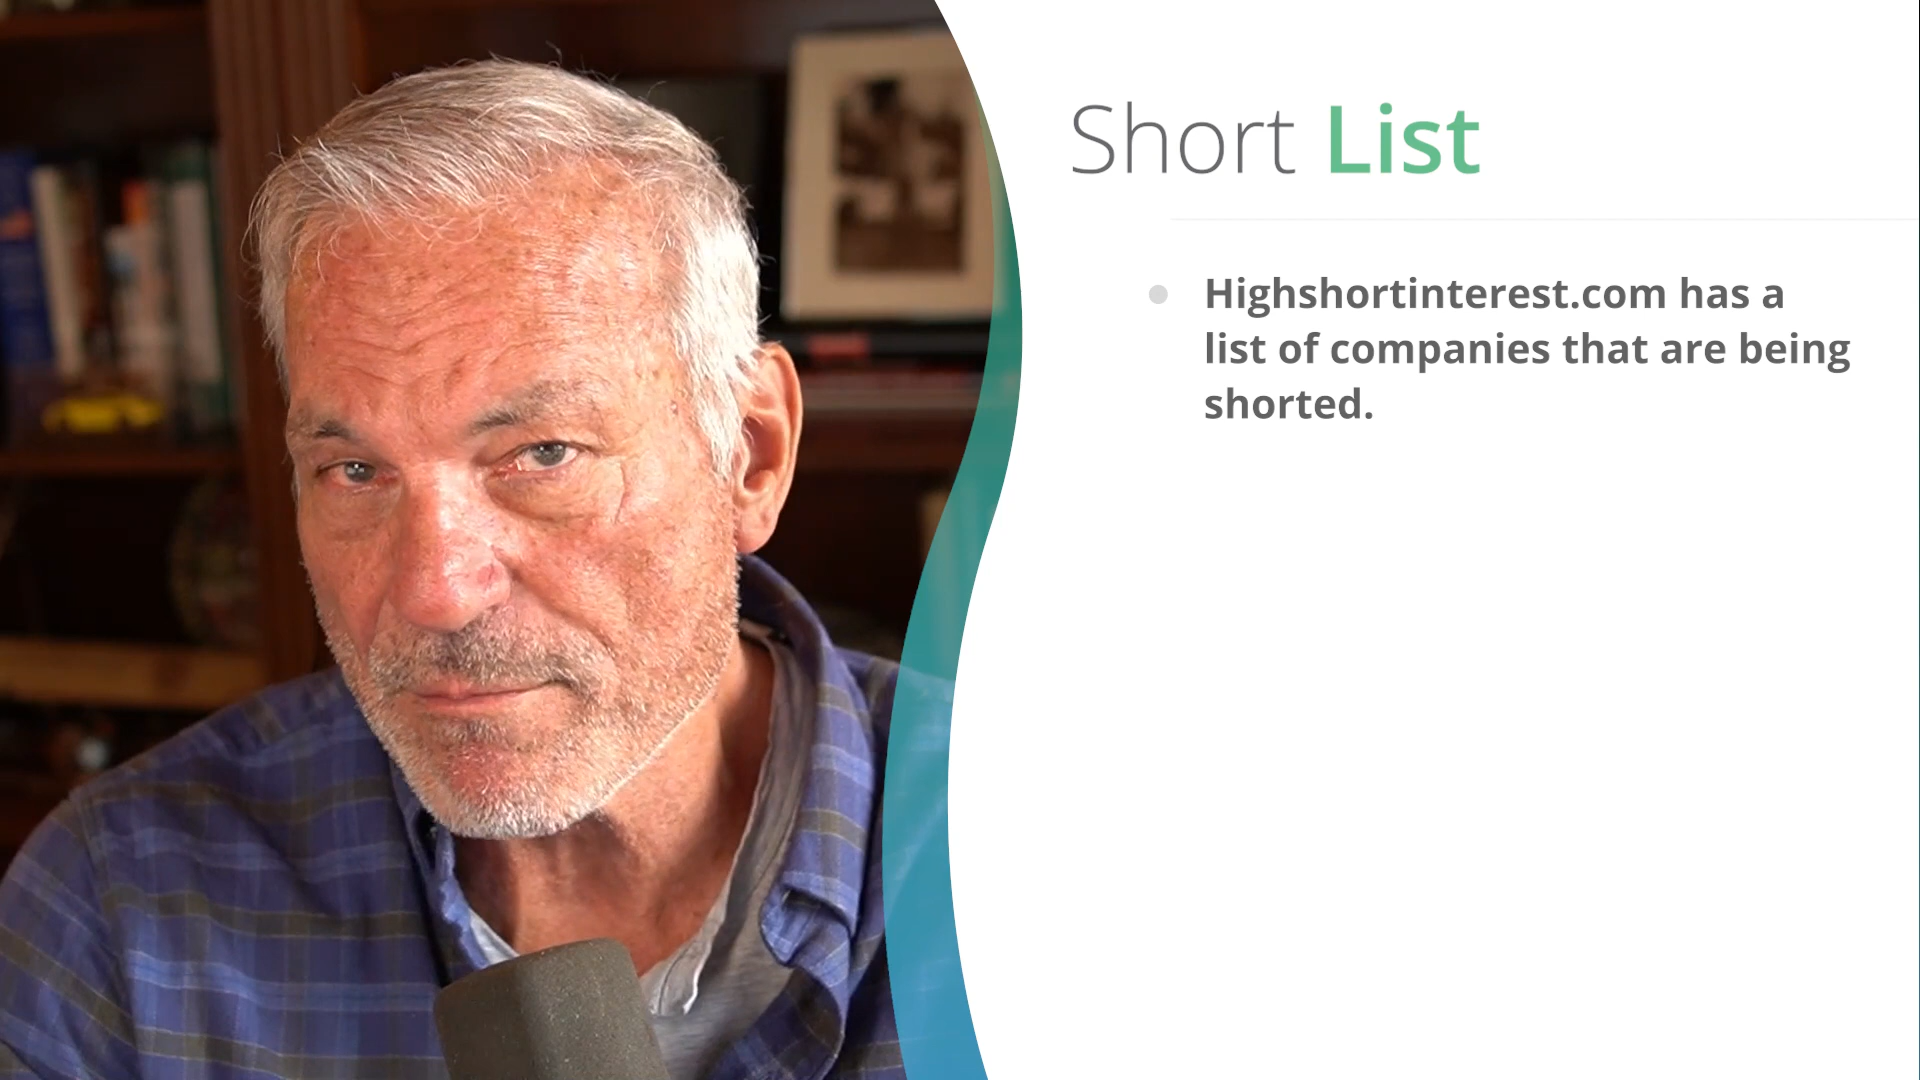 Short List
Highshortinterest.com has a
list of companies that are being
shorted.